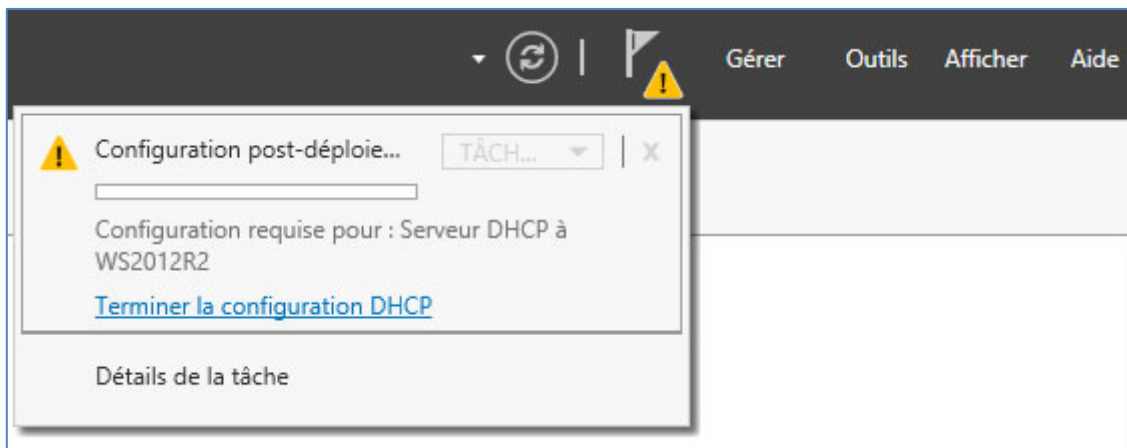 Gérer Outils Afficher Aide
Configuration post-déploie... TÂCH... X
Configuration requise pour : Serveur DHCP à
WS2012R2
Terminer la configuration DHCP
Détails de la tâche